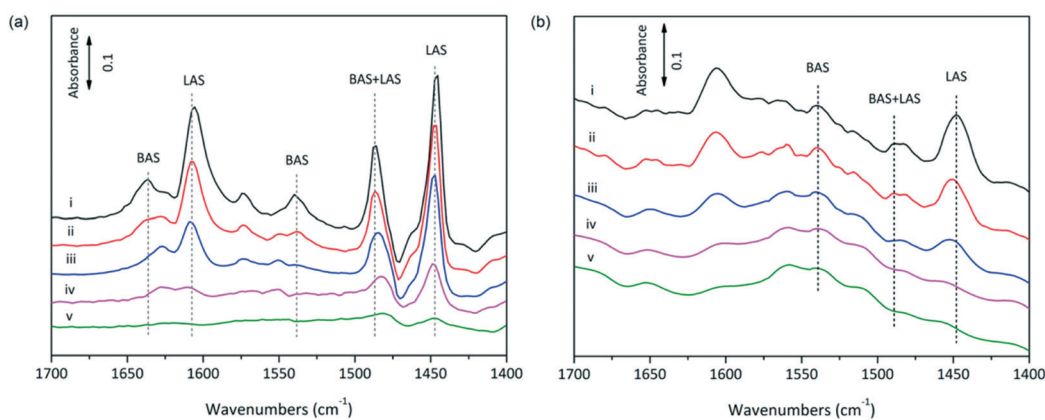 (a)
Absorbance
0.1
LAS
BAS
BAS
BAS+LAS
LAS
i
ii
iii
iv
v
1700
1650
1600
1550
1500
1450
1400
Wavenumbers (cm⁻¹)
(b)
Absorbance
0.1
BAS
BAS+LAS
LAS
i
ii
iii
iv
v
1700
1650
1600
1550
1500
1450
1400
Wavenumbers (cm⁻¹)